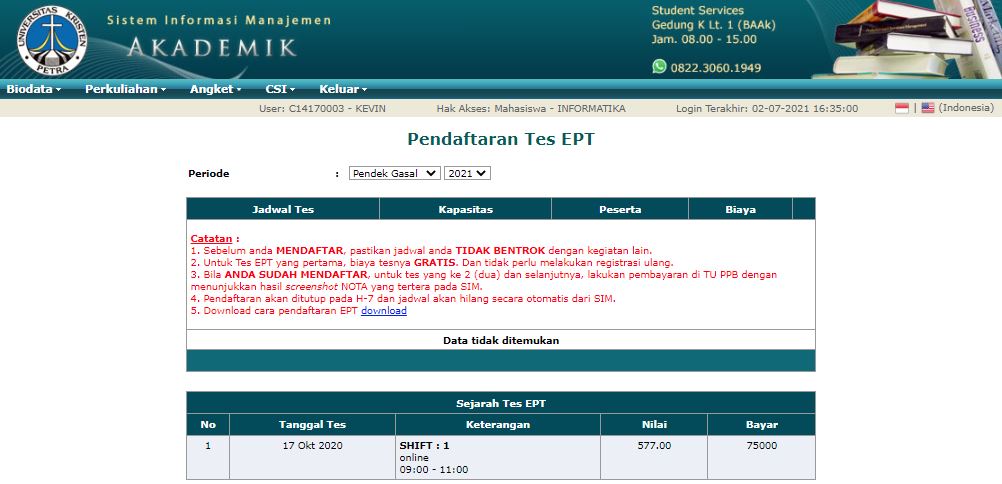 UNIVERSITAS KRISTEN
PETRA
Sistem Informasi Manajemen
AKADEMIK
Student Services
Gedung K Lt. 1 (BAAk)
Jam. 08.00 - 15.00
0822.3060.1949
Business
Biodata Perkuliahan Angket CSI Keluar
User: C14170003 - KEVIN Hak Akses: Mahasiswa - INFORMATIKA Login Terakhir: 02-07-2021 16:35:00 | (Indonesia)
Pendaftaran Tes EPT
Periode : Pendek Gasal 2021
Jadwal Tes Kapasitas Peserta Biaya
Catatan :
1. Sebelum anda MENDAFTAR, pastikan jadwal anda TIDAK BENTROK dengan kegiatan lain.
2. Untuk Tes EPT yang pertama, biaya tesnya GRATIS. Dan tidak perlu melakukan registrasi ulang.
3. Bila ANDA SUDAH MENDAFTAR, untuk tes yang ke 2 (dua) dan selanjutnya, lakukan pembayaran di TU PPB dengan
menunjukkan hasil screenshot NOTA yang tertera pada SIM.
4. Pendaftaran akan ditutup pada H-7 dan jadwal akan hilang secara otomatis dari SIM.
5. Download cara pendaftaran EPT download
Data tidak ditemukan
Sejarah Tes EPT
No Tanggal Tes Keterangan Nilai Bayar
1 17 Okt 2020 SHIFT : 1 577.00 75000
online
09:00 - 11:00